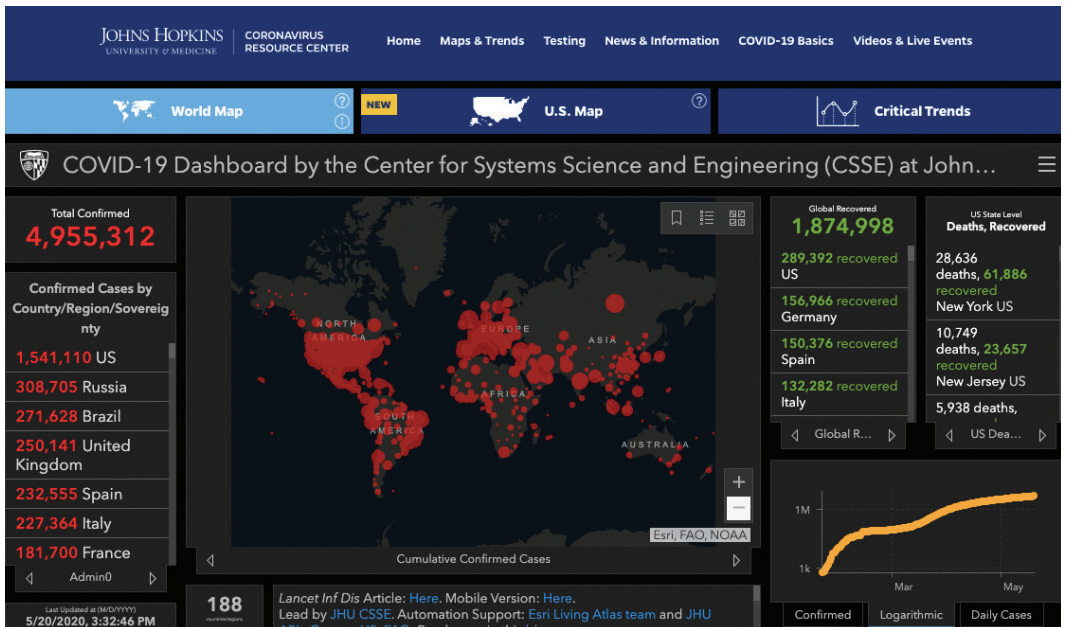 JOHNS HOPKINS
UNIVERSITY & MEDICINE
CORONAVIRUS
RESOURCE CENTER
Home
Maps & Trends
Testing
News & Information
COVID-19 Basics
Videos & Live Events
World Map
NEW
U.S. Map
Critical Trends
COVID-19 Dashboard by the Center for Systems Science and Engineering (CSSE) at John...
Total Confirmed
4,955,312
Confirmed Cases by
Country/Region/Sovereig
nty
1,541,110 US
308,705 Russia
271,628 Brazil
250,141 United
Kingdom
232,555 Spain
227,364 Italy
181,700 France
Admin0
Last Updated at (M/D/YYYY)
5/20/2020, 3:32:46 PM
NORTH
AMERICA
EUROPE
ASIA
AFRICA
SOUTH
AMERICA
AUSTRALIA
+
−
Esri, FAO, NOAA
Cumulative Confirmed Cases
188
countries/regions
Lancet Inf Dis Article: Here. Mobile Version: Here.
Lead by JHU CSSE. Automation Support: Esri Living Atlas team and JHU
Global Recovered
1,874,998
289,392 recovered
US
156,966 recovered
Germany
150,376 recovered
Spain
132,282 recovered
Italy
Global R...
US State Level
Deaths, Recovered
28,636
deaths, 61,886
recovered
New York US
10,749
deaths, 23,657
recovered
New Jersey US
5,938 deaths,
US Dea...
1M
1k
Mar
May
Confirmed
Logarithmic
Daily Cases